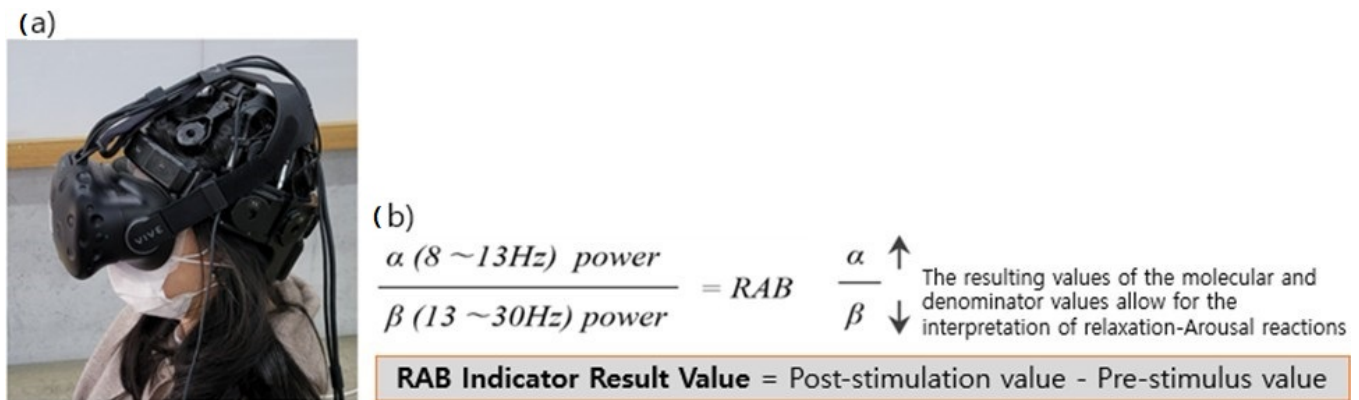 (a)
VIVE
(b)
α (8 ~13Hz) power
β (13 ~30Hz) power
= RAB
α ↑
β ↓
The resulting values of the molecular and
denominator values allow for the
interpretation of relaxation-Arousal reactions
RAB Indicator Result Value = Post-stimulation value - Pre-stimulus value